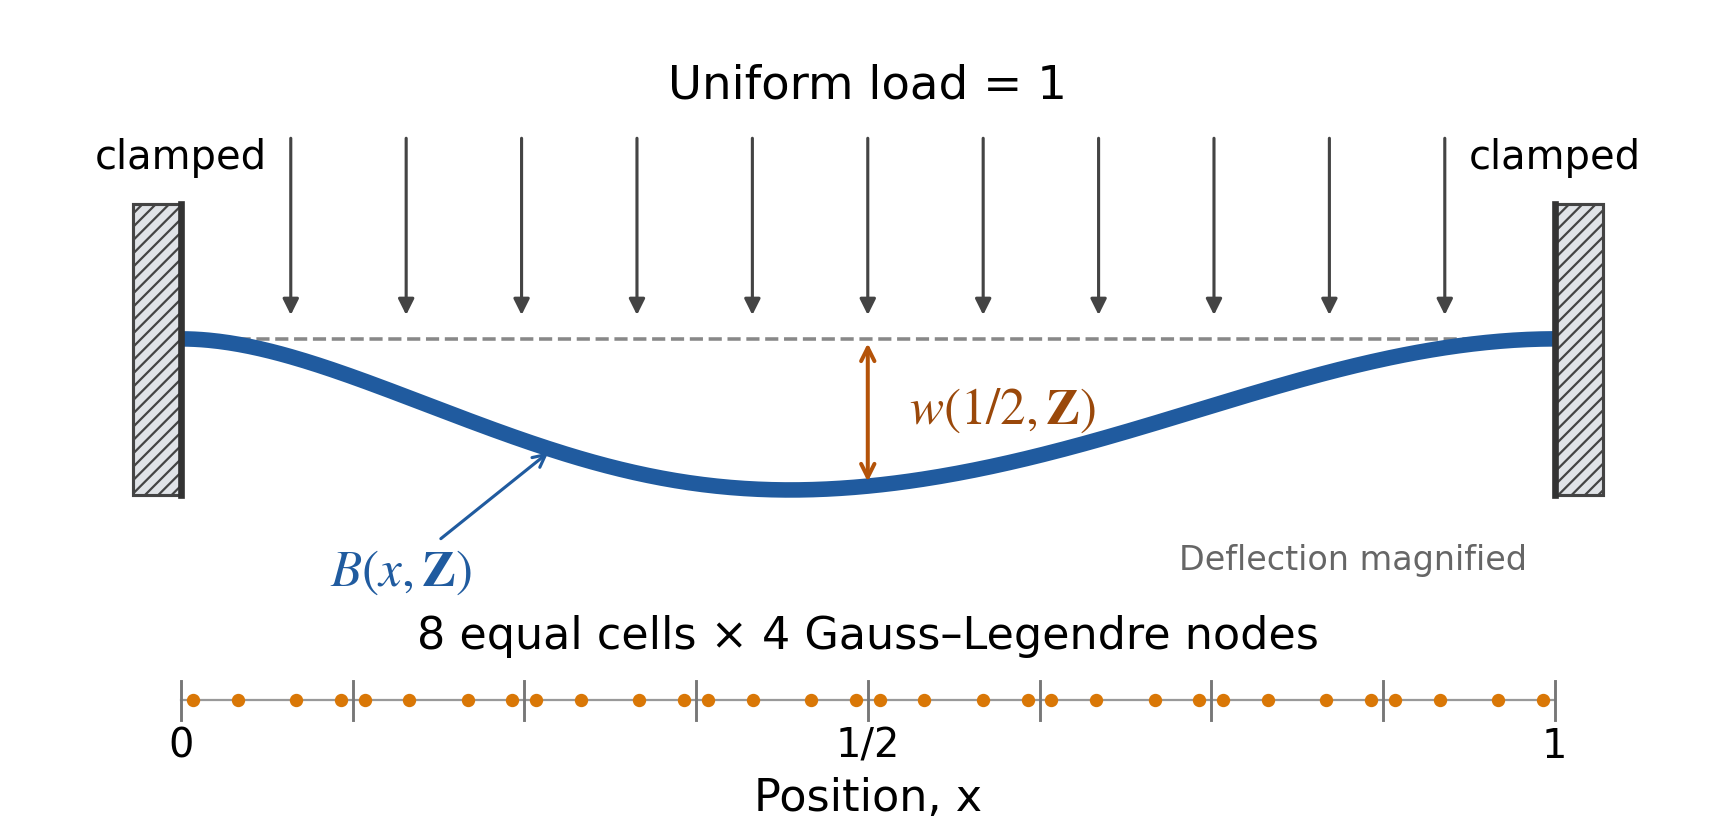 Uniform load = 1
clamped
clamped
w(1/2, Z)
B(x, Z)
Deflection magnified
8 equal cells × 4 Gauss–Legendre nodes
0
1/2
1
Position, x